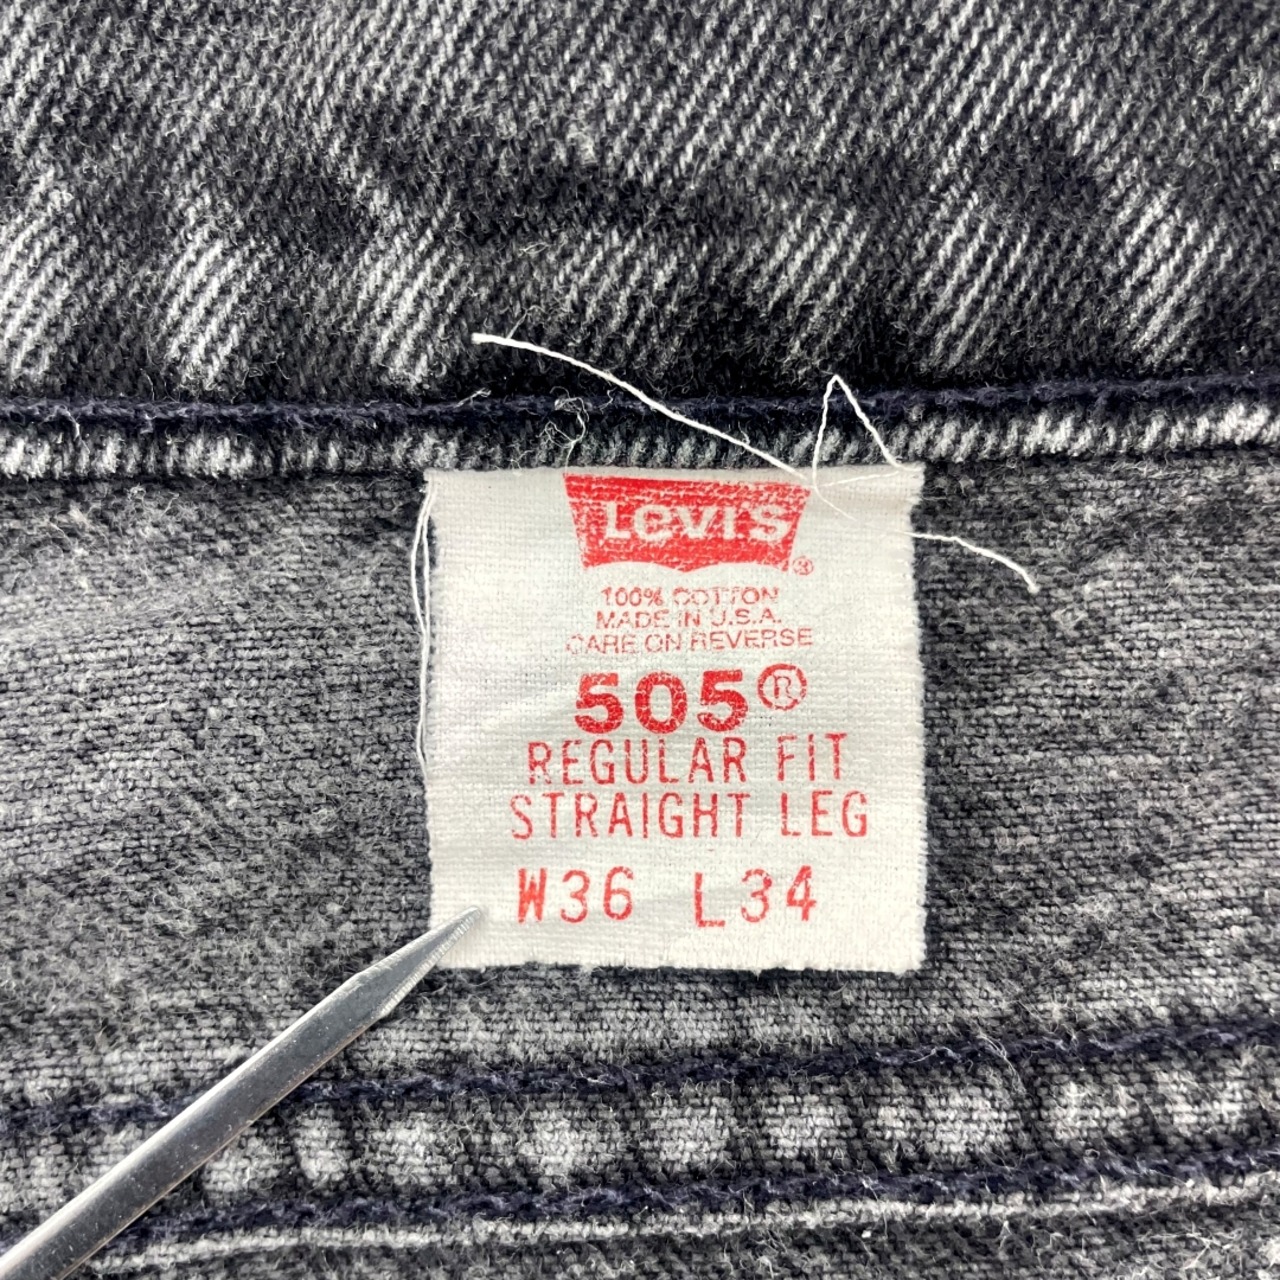 LEVI'S®
100% COTTON
MADE IN U.S.A.
CARE ON REVERSE
505®
REGULAR FIT
STRAIGHT LEG
W36 L34